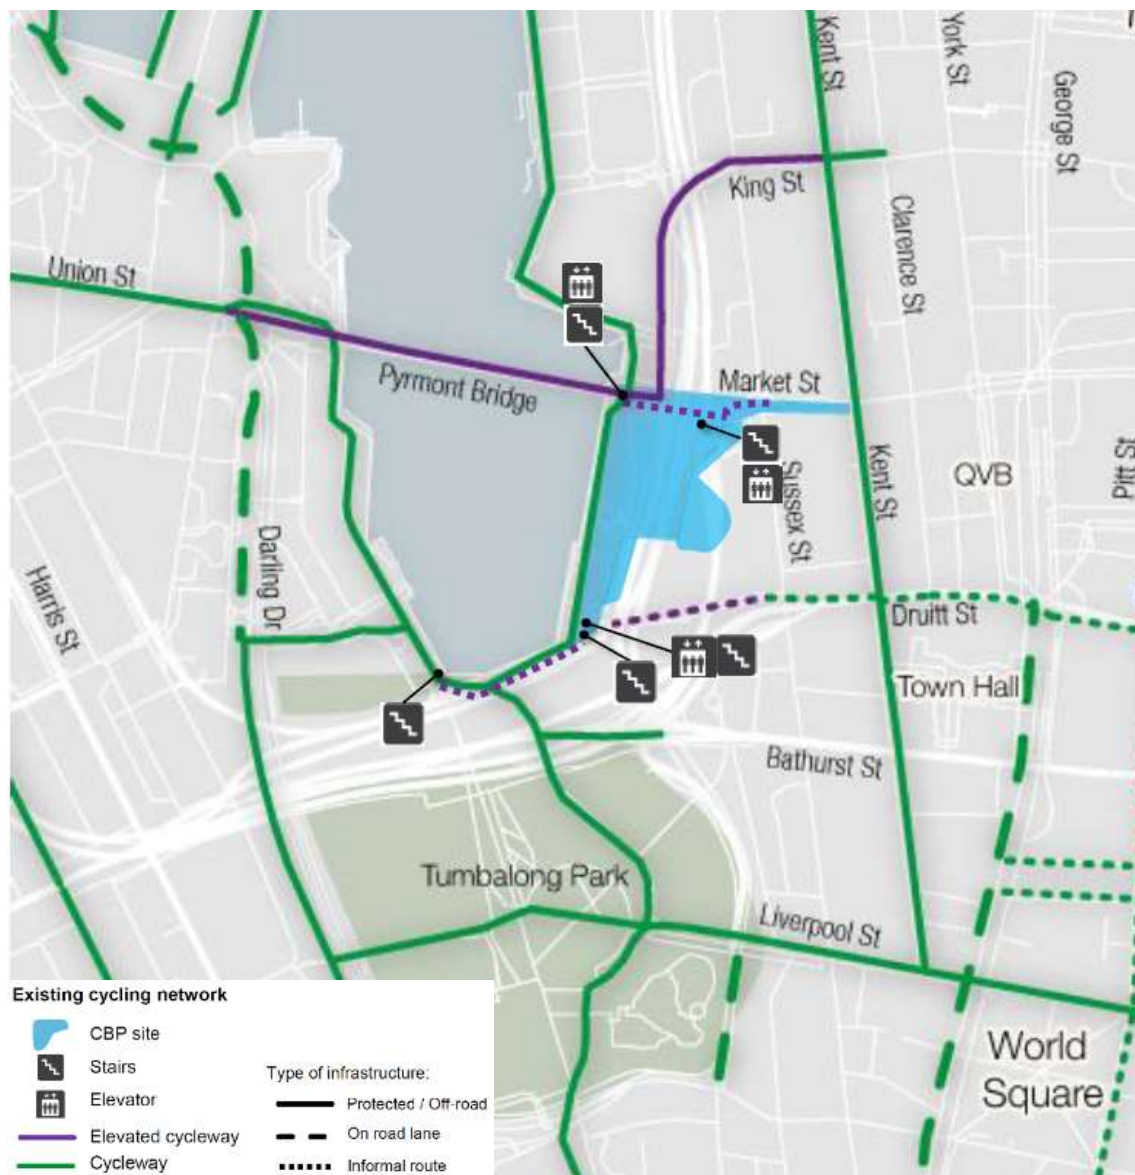 Kent St
York St
George St
King St
Clarence St
Union St
Pyrmont Bridge
Market St
Sussex St
Kent St
QVB
Pitt St
Darling Dr
Harris St
Druitt St
Town Hall
Bathurst St
Tumbalong Park
Liverpool St
World
Square
Existing cycling network
CBP site
Stairs
Elevator
Elevated cycleway
Cycleway
Type of infrastructure:
Protected / Off-road
On road lane
Informal route